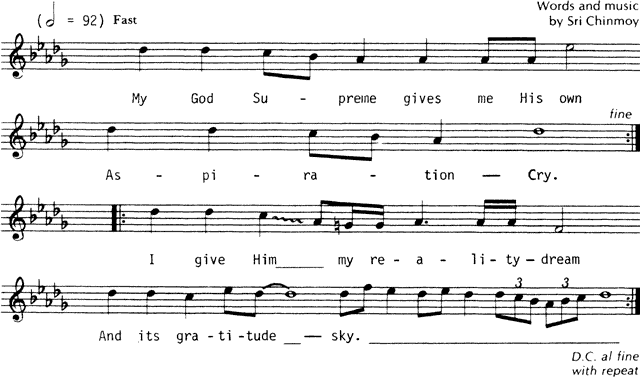 ( = 92) Fast
Words and music
by Sri Chinmoy
My God Su - preme gives me His own
fine
As - pi - ra - tion — Cry.
I give Him____ my re - a - li-ty-dream
And its gra-ti-tude __ — sky. ____
3 3
D.C. al fine
with repeat